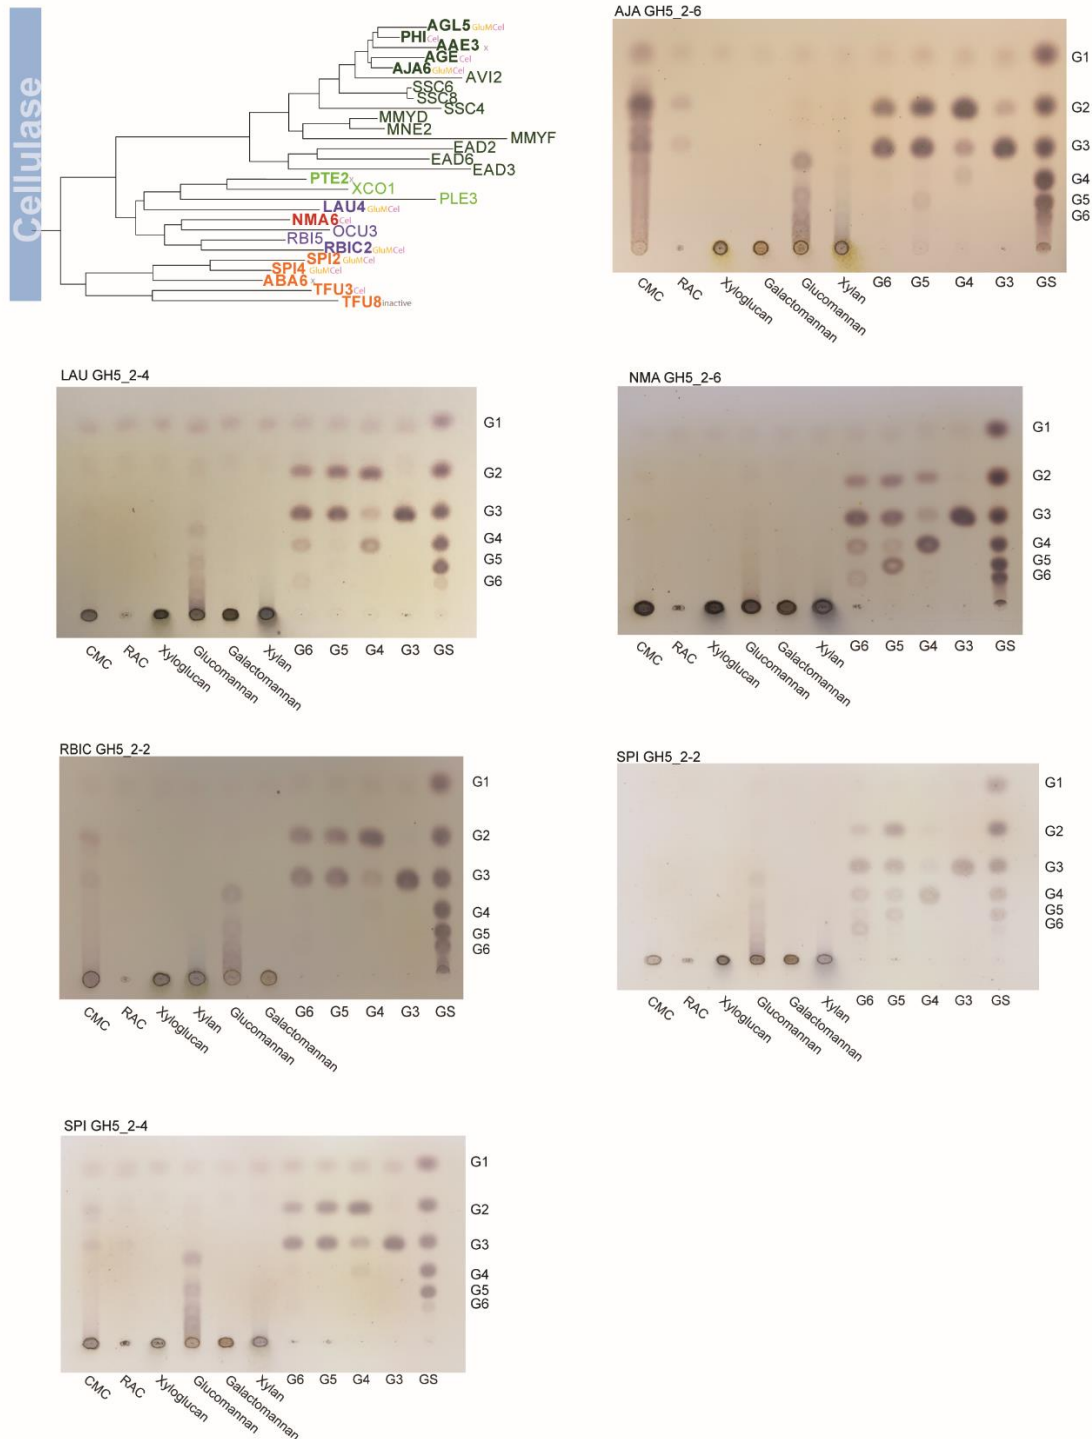 Cellulase
AGL5 GluMCel
PHI Cel
AAE3 x
AGE Cel
AJA6 GluMCel
AVI2
SSC6
SSC8
SSC4
MMYD
MNE2
MMYF
EAD2
EAD6
EAD3
PTE2 x
XCO1
PLE3
LAU4 GluMCel
NMA6 Cel
OCU3
RBI5
RBIC2 GluMCel
SPI2 GluMCel
SPI4 GluMCel
ABA6 x
TFU3 Cel
TFU8 inactive
AJA GH5_2-6
G1
G2
G3
G4
G5
G6
CMC RAC Xyloglucan Galactomannan Glucomannan Xylan G6 G5 G4 G3 GS
LAU GH5_2-4
G1
G2
G3
G4
G5
G6
CMC RAC Xyloglucan Glucomannan Galactomannan Xylan G6 G5 G4 G3 GS
NMA GH5_2-6
G1
G2
G3
G4
G5
G6
CMC RAC Xyloglucan Glucomannan Galactomannan Xylan G6 G5 G4 G3 GS
RBIC GH5_2-2
G1
G2
G3
G4
G5
G6
CMC RAC Xyloglucan Xylan Glucomannan Galactomannan G6 G5 G4 G3 GS
SPI GH5_2-2
G1
G2
G3
G4
G5
G6
CMC RAC Xyloglucan Glucomannan Galactomannan Xylan G6 G5 G4 G3 GS
SPI GH5_2-4
G1
G2
G3
G4
G5
G6
CMC RAC Xyloglucan Glucomannan Galactomannan Xylan G6 G5 G4 G3 GS